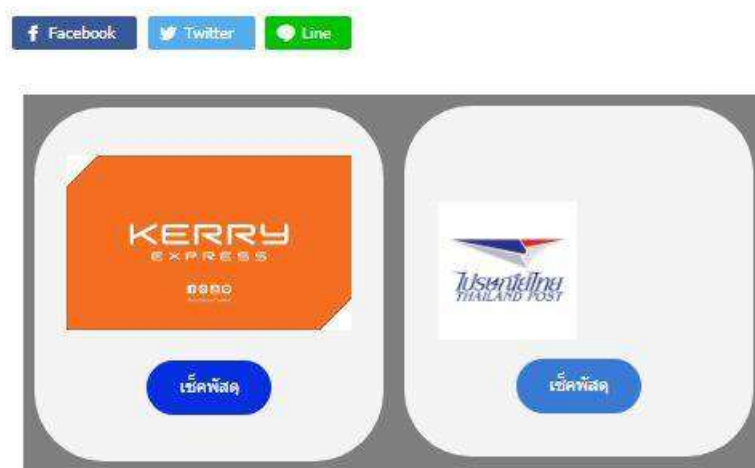 Facebook
Twitter
Line
KERRY
EXPRESS
ไปรษณีย์ไทย
THAILAND POST
เช็คพัสดุ
เช็คพัสดุ